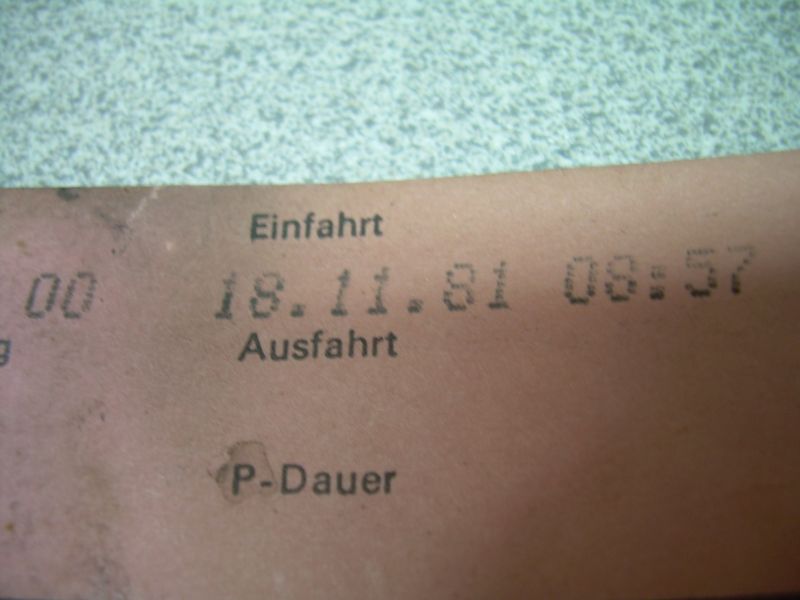 Einfahrt
00 18.11.81 08:57
g Ausfahrt
P-Dauer